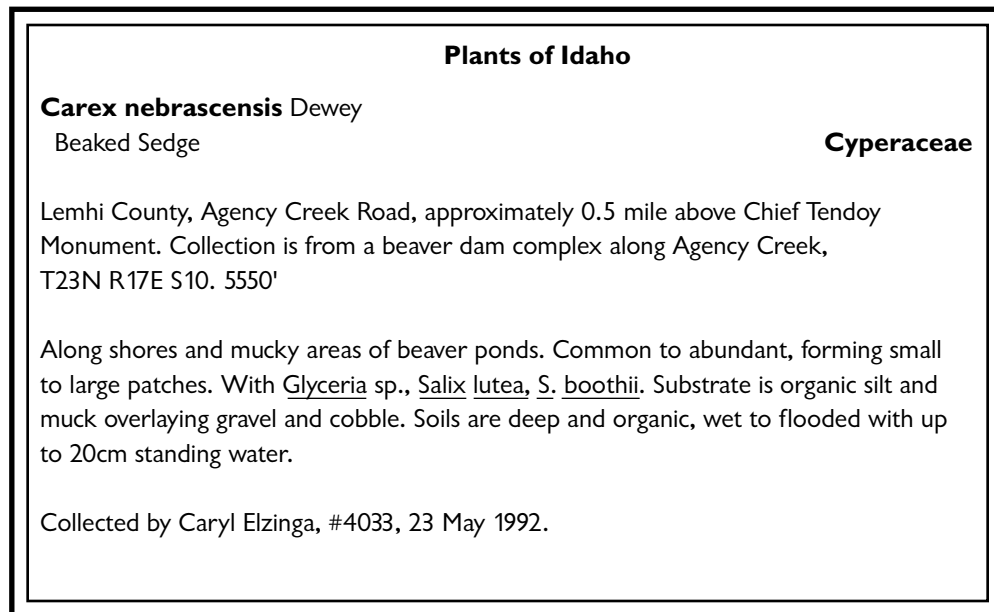 Plants of Idaho
Carex nebrascensis Dewey
Beaked Sedge Cyperaceae
Lemhi County, Agency Creek Road, approximately 0.5 mile above Chief Tendoy
Monument. Collection is from a beaver dam complex along Agency Creek,
T23N R17E S10. 5550'
Along shores and mucky areas of beaver ponds. Common to abundant, forming small
to large patches. With Glyceria sp., Salix lutea, S. boothii. Substrate is organic silt and
muck overlaying gravel and cobble. Soils are deep and organic, wet to flooded with up
to 20cm standing water.
Collected by Caryl Elzinga, #4033, 23 May 1992.